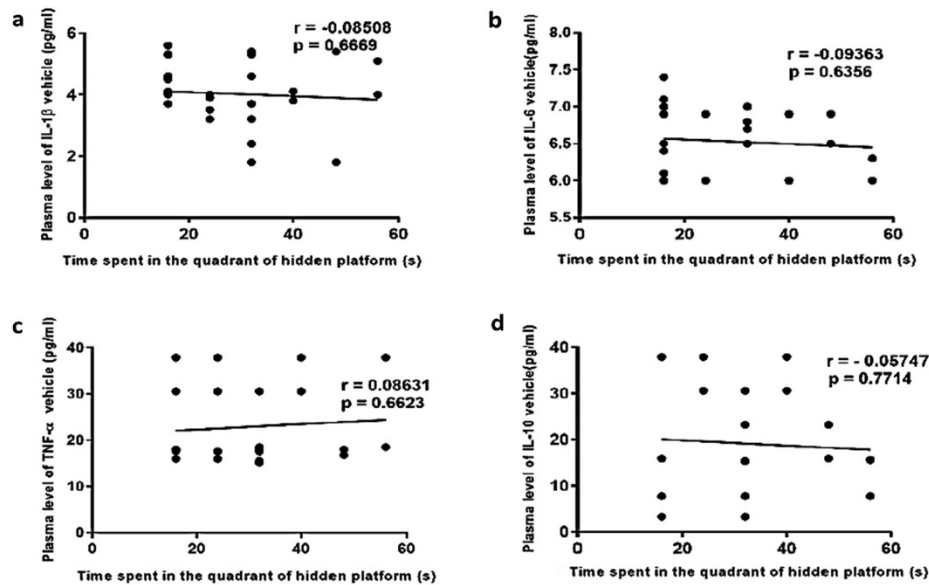 a
Plasma level of IL-1β vehicle (pg/ml)
6
4
2
0
r = -0.08508
p = 0.6669
0 20 40 60
Time spent in the quadrant of hidden platform (s)
b
Plasma level of IL-6 vehicle(pg/ml)
8.0
7.5
7.0
6.5
6.0
5.5
r = -0.09363
p = 0.6356
0 20 40 60
Time spent in the quadrant of hidden platform (s)
c
Plasma level of TNF-α vehicle (pg/ml)
40
30
20
10
0
r = 0.08631
p = 0.6623
0 20 40 60
Time spent in the quadrant of hidden platform (s)
d
Plasma level of IL-10 vehicle(pg/ml)
40
30
20
10
0
r = - 0.05747
p = 0.7714
0 20 40 60
Time spent in the quadrant of hidden platform (s)